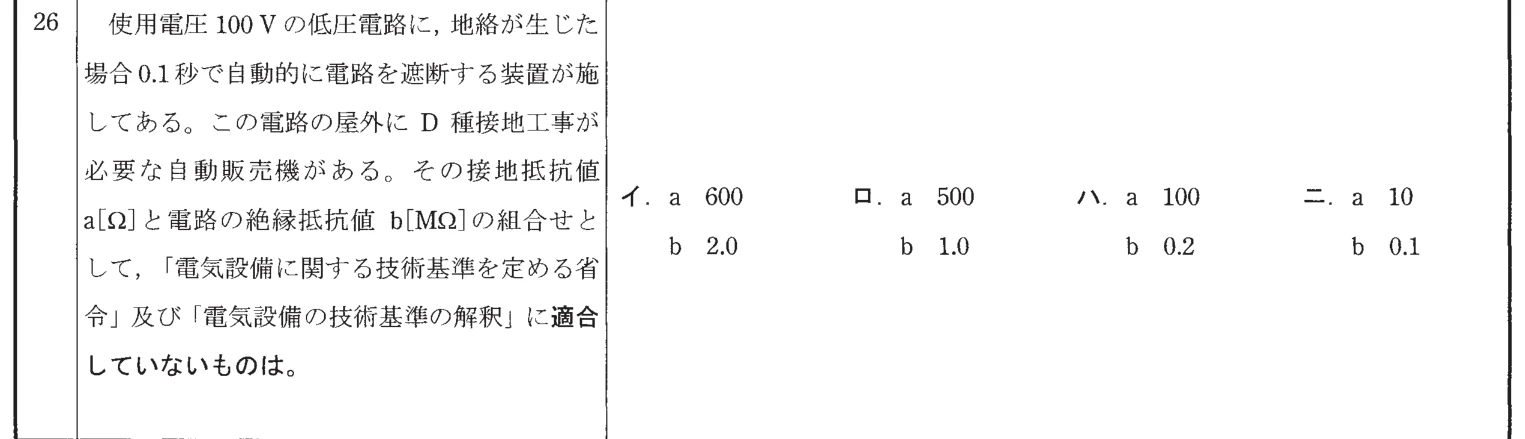 26
使用電圧 100 V の低圧電路に, 地絡が生じた
場合 0.1 秒で自動的に電路を遮断する装置が施
してある。この電路の屋外に D 種接地工事が
必要な自動販売機がある。その接地抵抗値
a[Ω]と電路の絶縁抵抗値 b[MΩ]の組合せと
して, 「電気設備に関する技術基準を定める省
令」及び「電気設備の技術基準の解釈」に適合
していないものは。
イ. a 600 ロ. a 500 ハ. a 100 ニ. a 10
b 2.0 b 1.0 b 0.2 b 0.1